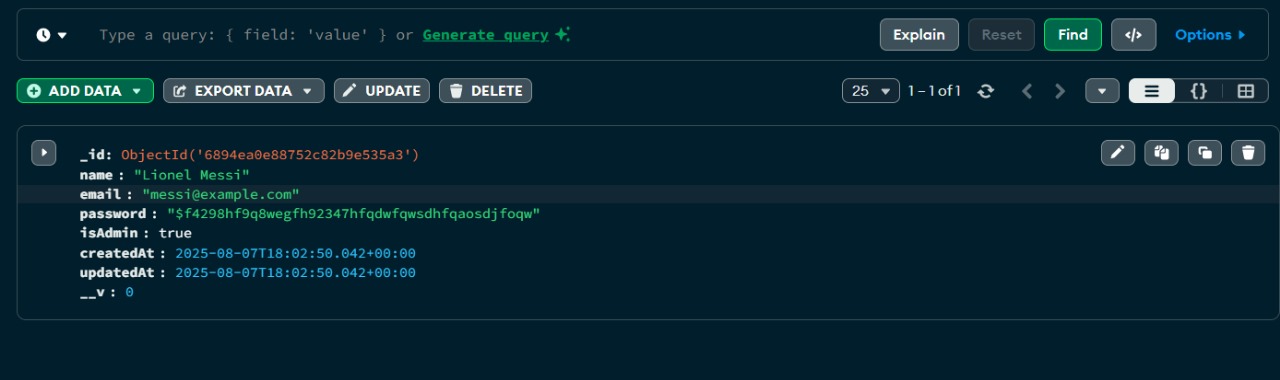 Type a query: { field: 'value' } or Generate query
Explain Reset Find </> Options
ADD DATA EXPORT DATA UPDATE DELETE 25 1–1 of 1 {}
_id: ObjectId('6894ea0e88752c82b9e535a3')
name : "Lionel Messi"
email : "messi@example.com"
password : "$f4298hf9q8wegfh92347hfqdwfqwsdhfqaosdjfoqw"
isAdmin : true
createdAt : 2025-08-07T18:02:50.042+00:00
updatedAt : 2025-08-07T18:02:50.042+00:00
__v : 0